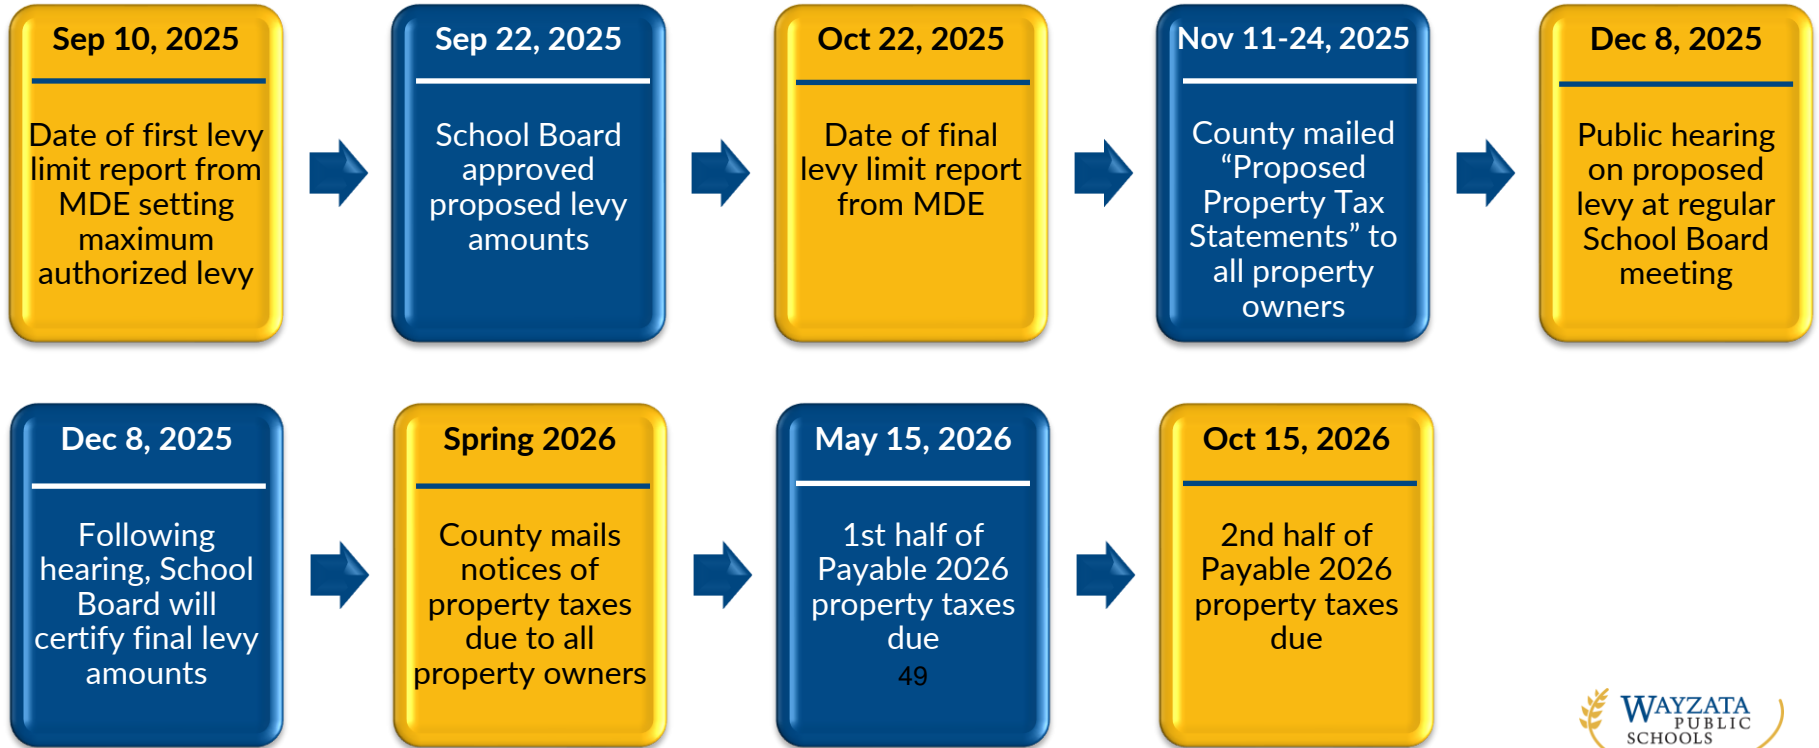 Sep 10, 2025
Date of first levy
limit report from
MDE setting
maximum
authorized levy
Sep 22, 2025
School Board
approved
proposed levy
amounts
Oct 22, 2025
Date of final
levy limit report
from MDE
Nov 11-24, 2025
County mailed
“Proposed
Property Tax
Statements” to
all property
owners
Dec 8, 2025
Public hearing
on proposed
levy at regular
School Board
meeting
Dec 8, 2025
Following
hearing, School
Board will
certify final levy
amounts
Spring 2026
County mails
notices of
property taxes
due to all
property owners
May 15, 2026
1st half of
Payable 2026
property taxes
due
49
Oct 15, 2026
2nd half of
Payable 2026
property taxes
due
WAYZATA
PUBLIC
SCHOOLS